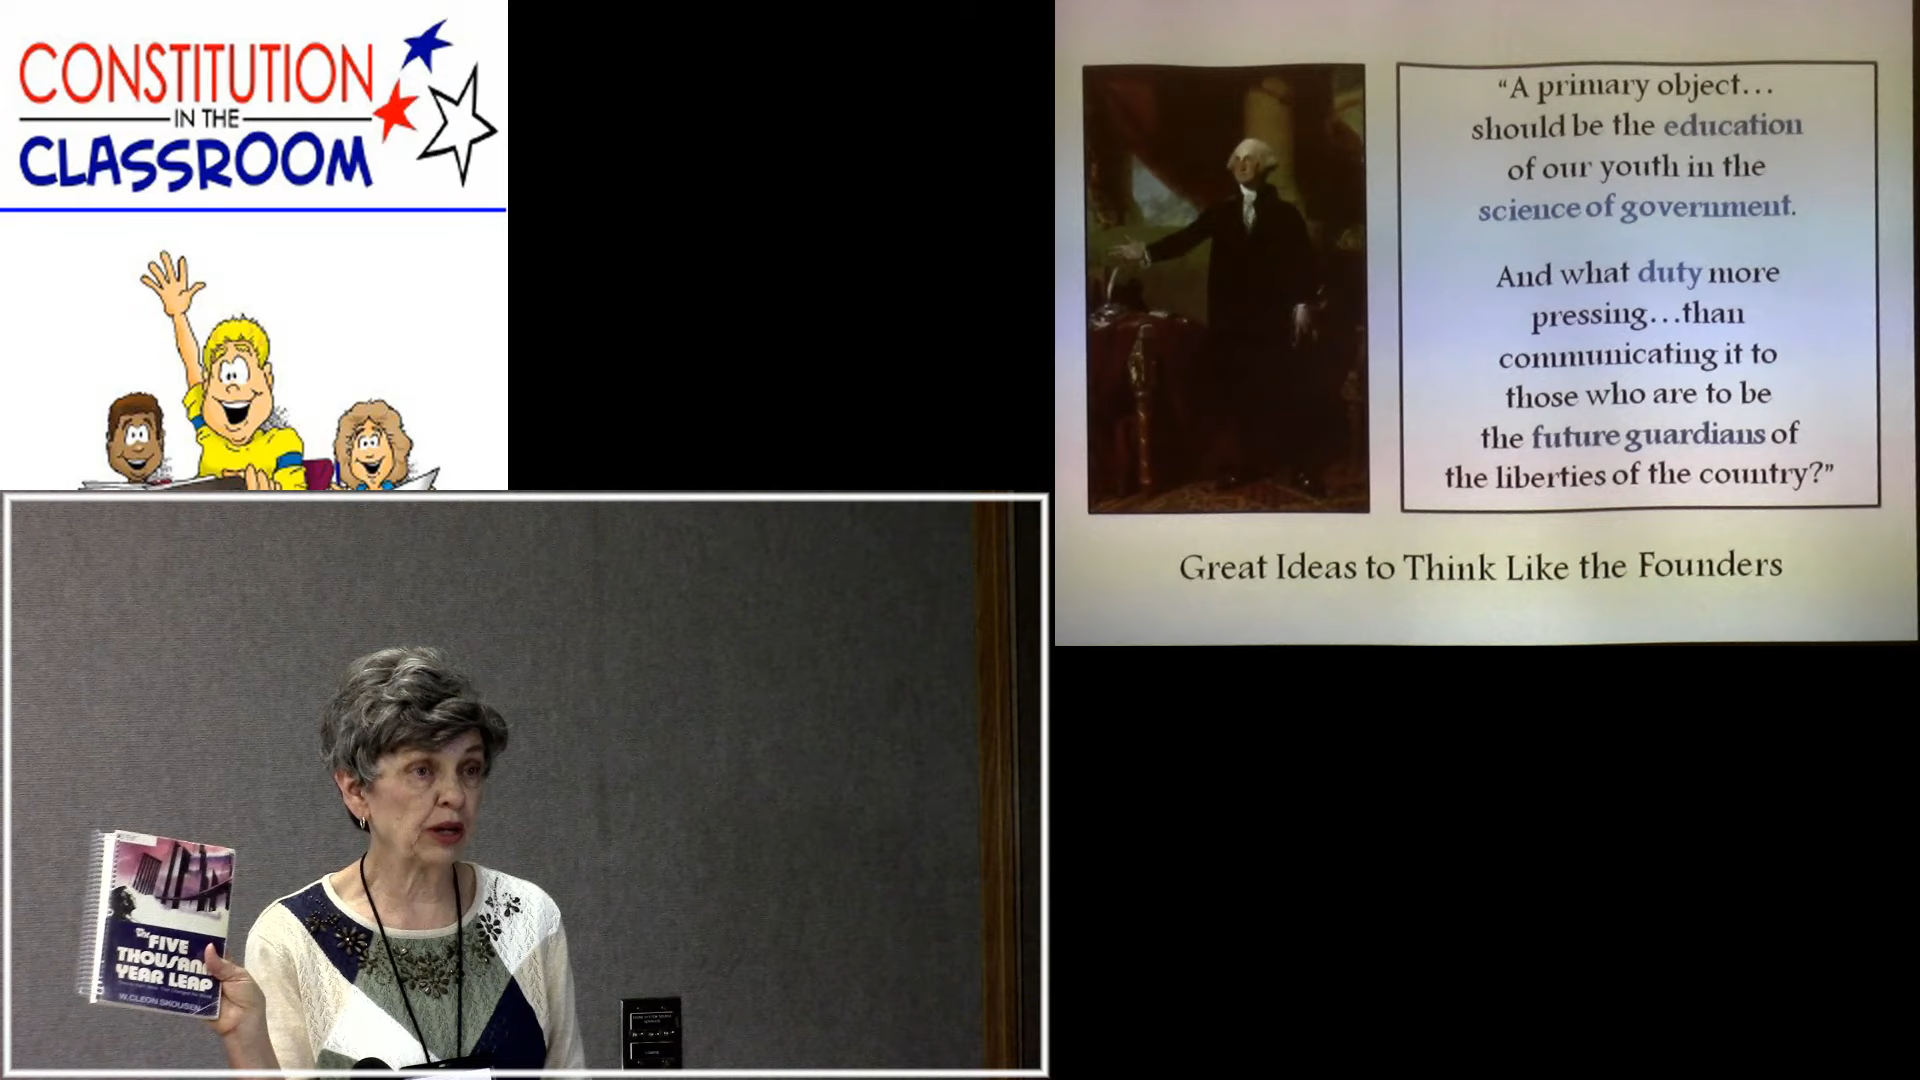 CONSTITUTION
IN THE
CLASSROOM
“A primary object...
should be the education
of our youth in the
science of government.
And what duty more
pressing...than
communicating it to
those who are to be
the future guardians of
the liberties of the country?”
Great Ideas to Think Like the Founders
The
FIVE
THOUSAND
YEAR LEAP
W. CLEON SKOUSEN